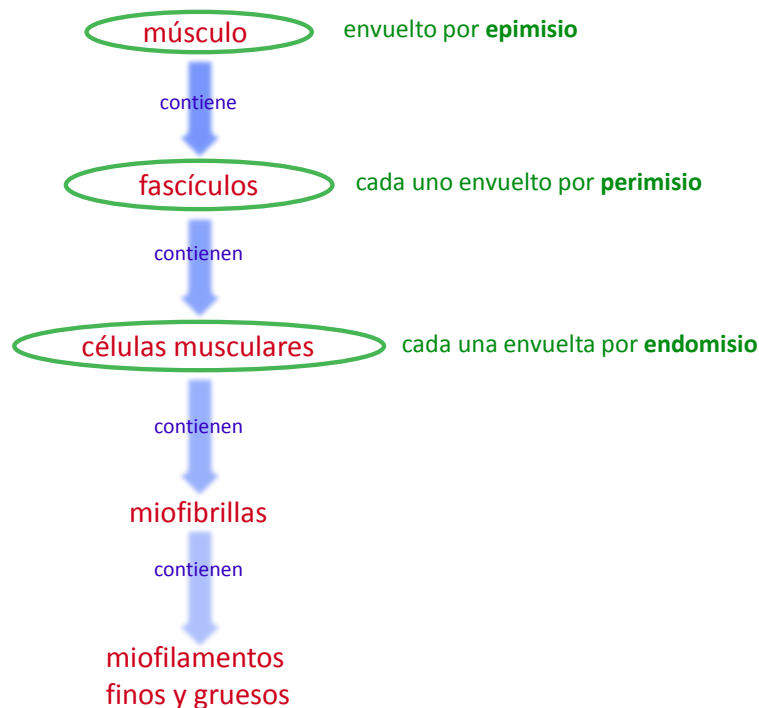 músculo envuelto por epimisio
contiene
fascículos cada uno envuelto por perimisio
contienen
células musculares cada una envuelta por endomisio
contienen
miofibrillas
contienen
miofilamentos
finos y gruesos